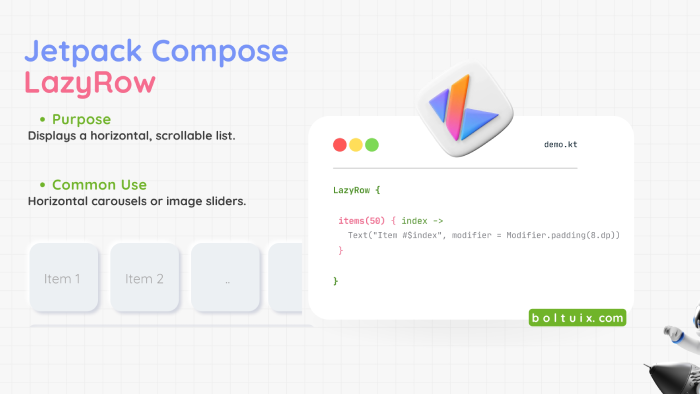 Jetpack Compose
LazyRow
• Purpose
Displays a horizontal, scrollable list.
• Common Use
Horizontal carousels or image sliders.
Item 1
Item 2
..
demo.kt
LazyRow {
items(50) { index ->
Text("Item #$index", modifier = Modifier.padding(8.dp))
}
}
boltuix.com